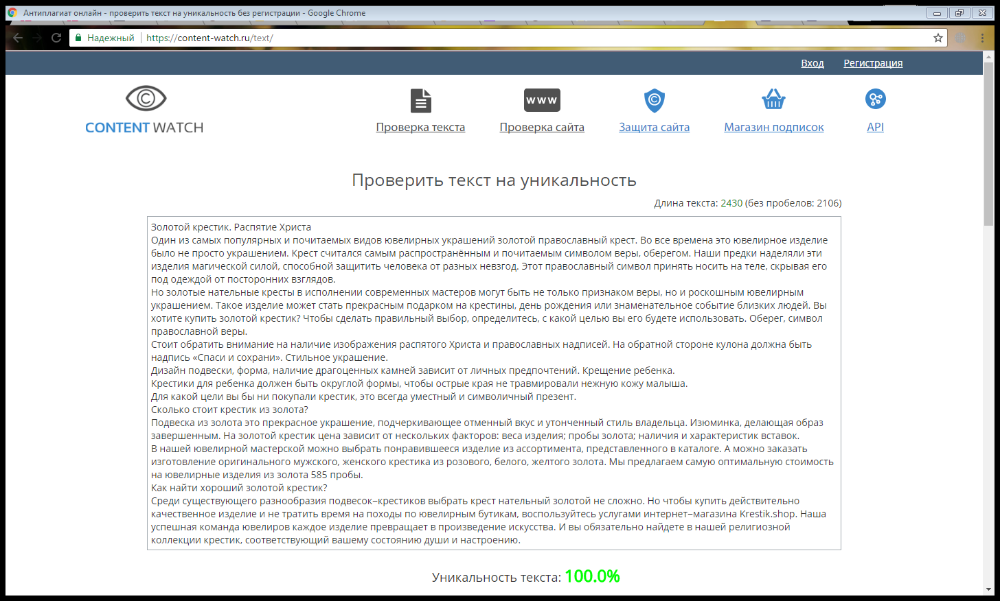 Антиплагиат онлайн - проверить текст на уникальность без регистрации - Google Chrome
Надежный https://content-watch.ru/text/
Вход Регистрация
CONTENT WATCH
www
Проверка текста Проверка сайта Защита сайта Магазин подписок API
Проверить текст на уникальность
Длина текста: 2430 (без пробелов: 2106)
Золотой крестик. Распятие Христа
Один из самых популярных и почитаемых видов ювелирных украшений золотой православный крест. Во все времена это ювелирное изделие
было не просто украшением. Крест считался самым распространённым и почитаемым символом веры, оберегом. Наши предки наделяли эти
изделия магической силой, способной защитить человека от разных невзгод. Этот православный символ принять носить на теле, скрывая его
под одеждой от посторонних взглядов.
Но золотые нательные кресты в исполнении современных мастеров могут быть не только признаком веры, но и роскошным ювелирным
украшением. Такое изделие может стать прекрасным подарком на крестины, день рождения или знаменательное событие близких людей. Вы
хотите купить золотой крестик? Чтобы сделать правильный выбор, определитесь, с какой целью вы его будете использовать. Оберег, символ
православной веры.
Стоит обратить внимание на наличие изображения распятого Христа и православных надписей. На обратной стороне кулона должна быть
надпись «Спаси и сохрани». Стильное украшение.
Дизайн подвески, форма, наличие драгоценных камней зависит от личных предпочтений. Крещение ребенка.
Крестики для ребенка должен быть округлой формы, чтобы острые края не травмировали нежную кожу малыша.
Для какой цели вы бы ни покупали крестик, это всегда уместный и символичный презент.
Сколько стоит крестик из золота?
Подвеска из золота это прекрасное украшение, подчеркивающее отменный вкус и утонченный стиль владельца. Изюминка, делающая образ
завершенным. На золотой крестик цена зависит от нескольких факторов: веса изделия; пробы золота; наличия и характеристик вставок.
В нашей ювелирной мастерской можно выбрать понравившееся изделие из ассортимента, представленного в каталоге. А можно заказать
изготовление оригинального мужского, женского крестика из розового, белого, желтого золота. Мы предлагаем самую оптимальную стоимость
на ювелирные изделия из золота 585 пробы.
Как найти хороший золотой крестик?
Среди существующего разнообразия подвесок–крестиков выбрать крест нательный золотой не сложно. Но чтобы купить действительно
качественное изделие и не тратить время на походы по ювелирным бутикам, воспользуйтесь услугами интернет–магазина Krestik.shop. Наша
успешная команда ювелиров каждое изделие превращает в произведение искусства. И вы обязательно найдете в нашей религиозной
коллекции крестик, соответствующий вашему состоянию души и настроению.
Уникальность текста: 100.0%